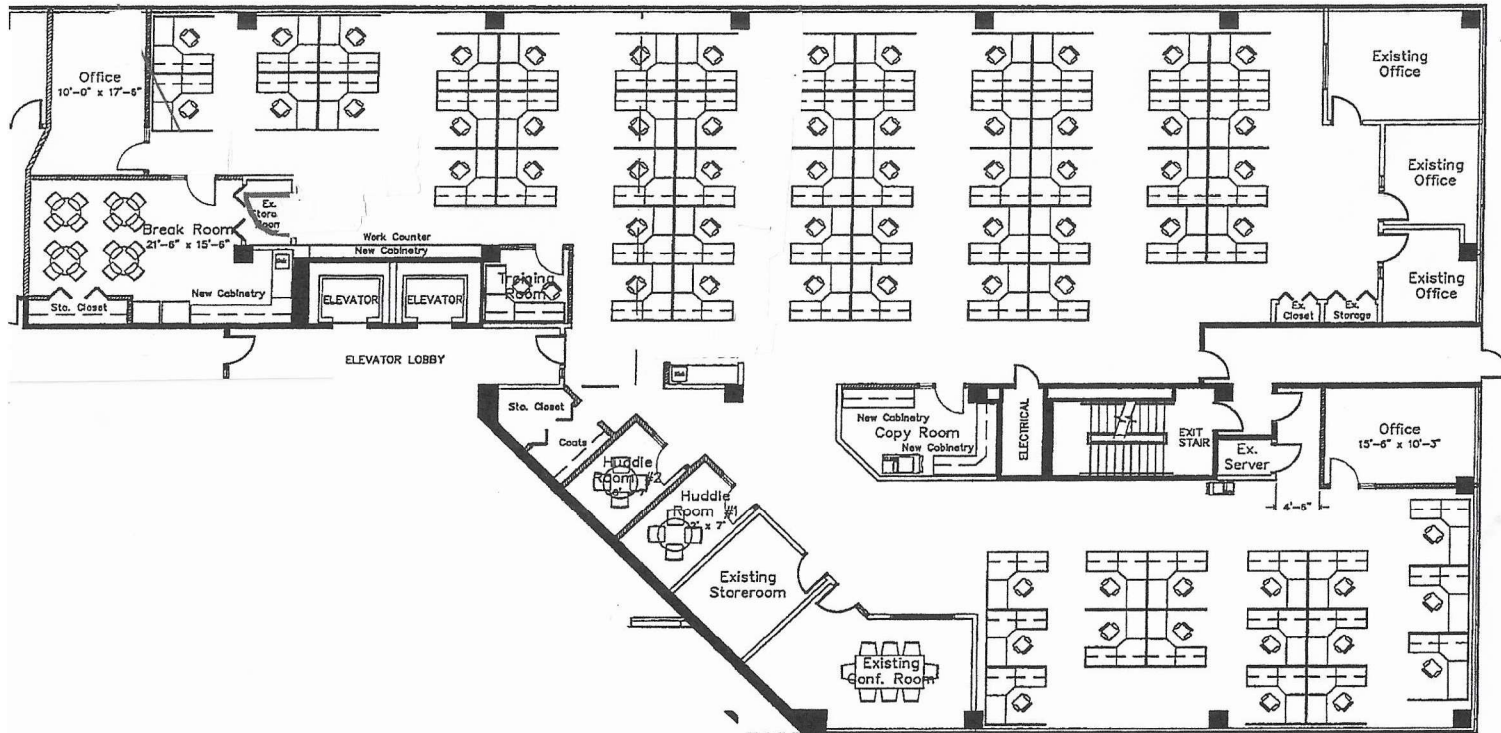 Office
10'-0" x 17'-6"
Existing
Office
Existing
Office
Existing
Office
Ex.
Closet
Ex.
Storage
Ex.
Room
Break Room
21'-6" x 15'-6"
Work Counter
New Cabinetry
New Cabinetry
Sto. Closet
ELEVATOR
ELEVATOR
Training
Room
ELEVATOR LOBBY
Sto. Closet
Coats
Huddle
Room #2
Huddle
Room #1
Existing
Storeroom
Existing
Conf. Room
New Cabinetry
Copy Room
New Cabinetry
ELECTRICAL
EXIT
STAIR
Ex.
Server
Office
15'-6" x 10'-3"
4'-5"